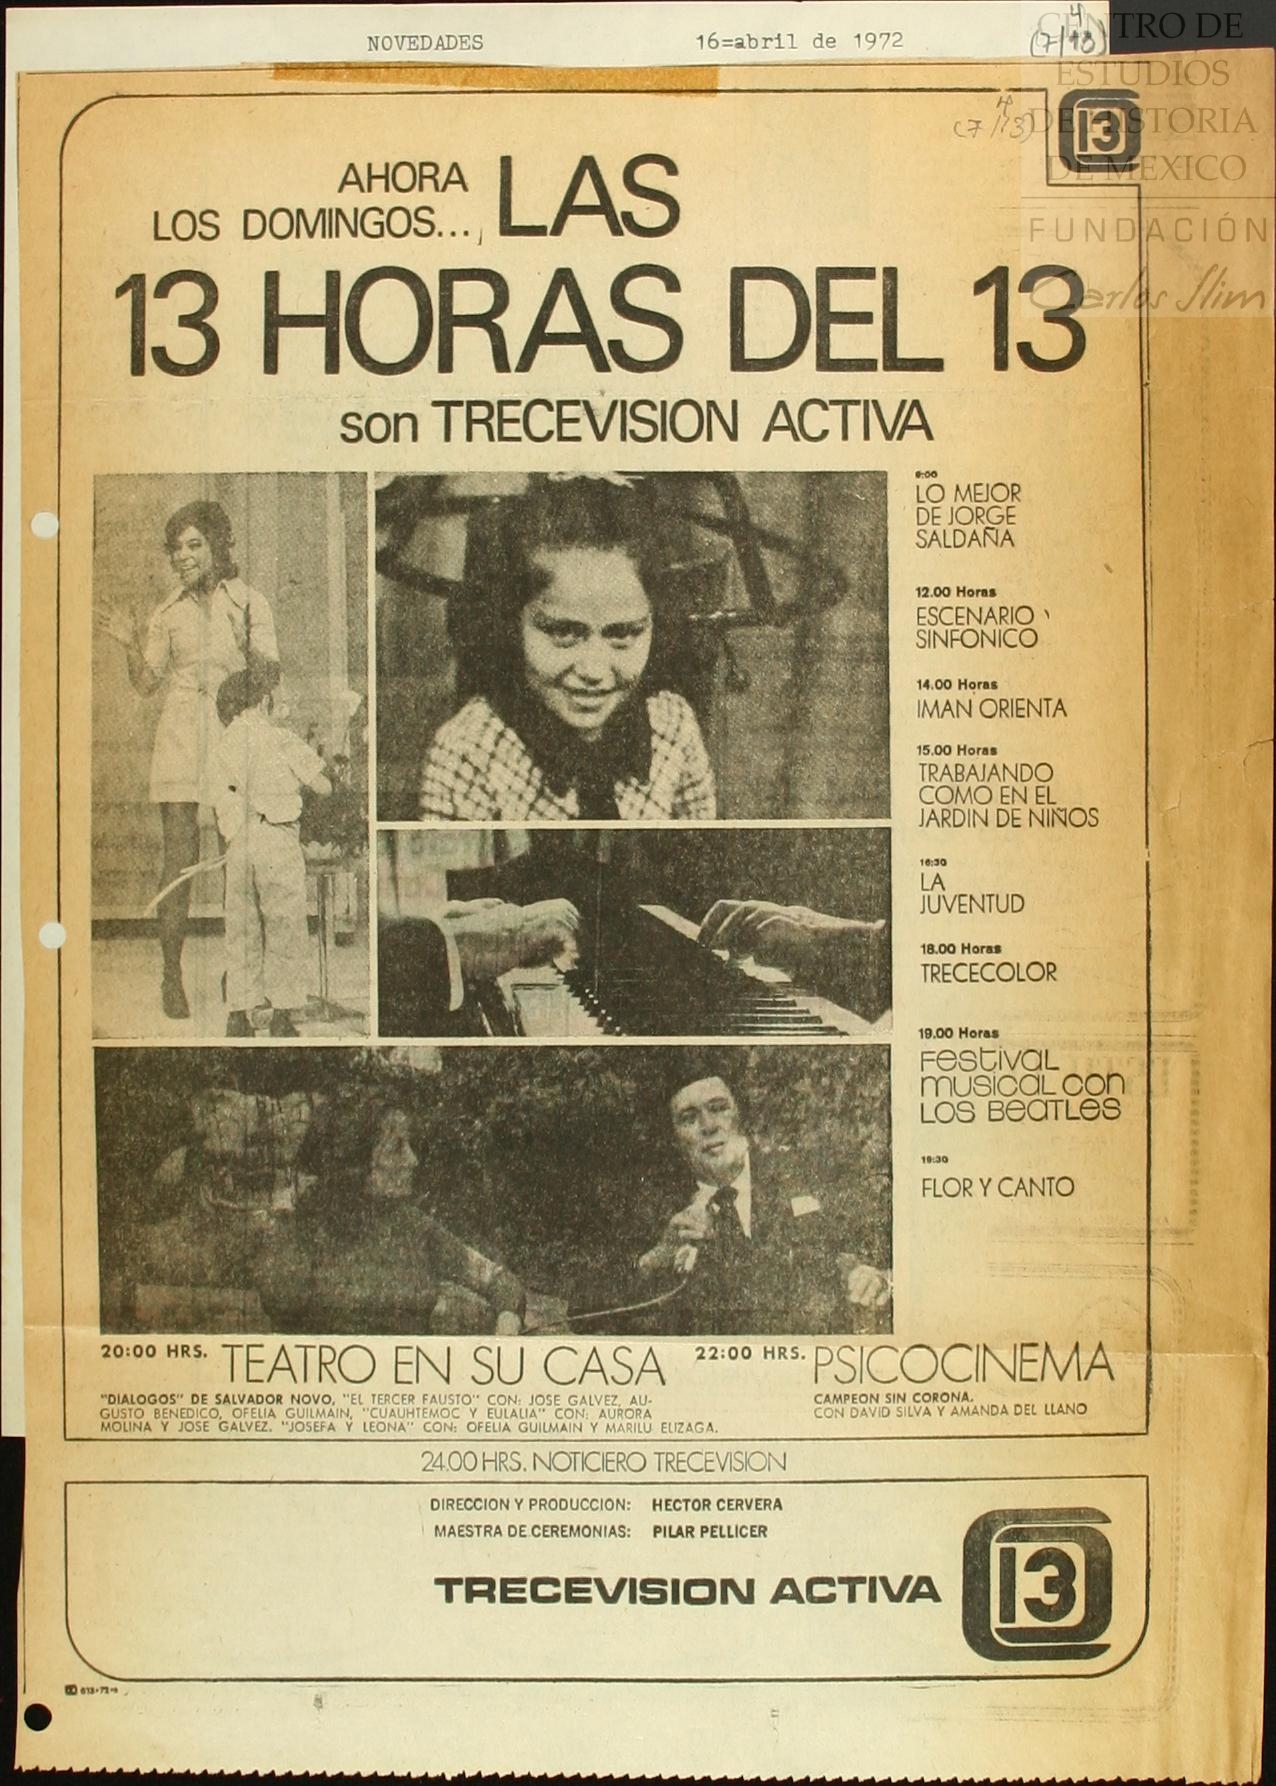 NOVEDADES 16=abril de 1972
4
(7/13)
CENTRO DE
ESTUDIOS
DE HISTORIA
DE MEXICO
FUNDACIÓN
Carlos Slim
4
(7/13)
13
AHORA
LOS DOMINGOS... LAS
13 HORAS DEL 13
son TRECEVISION ACTIVA
LO MEJOR
DE JORGE
SALDAÑA
12.00 Horas
ESCENARIO
SINFONICO
14.00 Horas
IMAN ORIENTA
15.00 Horas
TRABAJANDO
COMO EN EL
JARDIN DE NIÑOS
16:30
LA
JUVENTUD
18.00 Horas
TRECECOLOR
19.00 Horas
Festival
musical con
los Beatles
19:30
FLOR Y CANTO
20:00 HRS. TEATRO EN SU CASA
"DIALOGOS" DE SALVADOR NOVO, "EL TERCER FAUSTO" CON: JOSE GALVEZ, AU-
GUSTO BENEDICO, OFELIA GUILMAIN, "CUAUHTEMOC Y EULALIA" CON: AURORA
MOLINA Y JOSE GALVEZ. "JOSEFA Y LEONA" CON: OFELIA GUILMAIN Y MARILU ELIZAGA.
22:00 HRS. PSICOCINEMA
CAMPEON SIN CORONA.
CON DAVID SILVA Y AMANDA DEL LLANO
24.00 HRS. NOTICIERO TRECEVISION
DIRECCION Y PRODUCCION: HECTOR CERVERA
MAESTRA DE CEREMONIAS: PILAR PELLICER
TRECEVISION ACTIVA 13